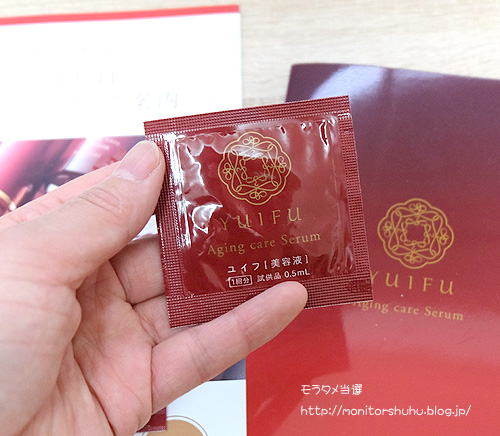 YUIFU
Aging care Serum
ユイフ[美容液]
1回分 試供品 0.5mL
YUIFU
Aging care Serum
モラタメ当選
http://monitorshuhu.blog.jp/